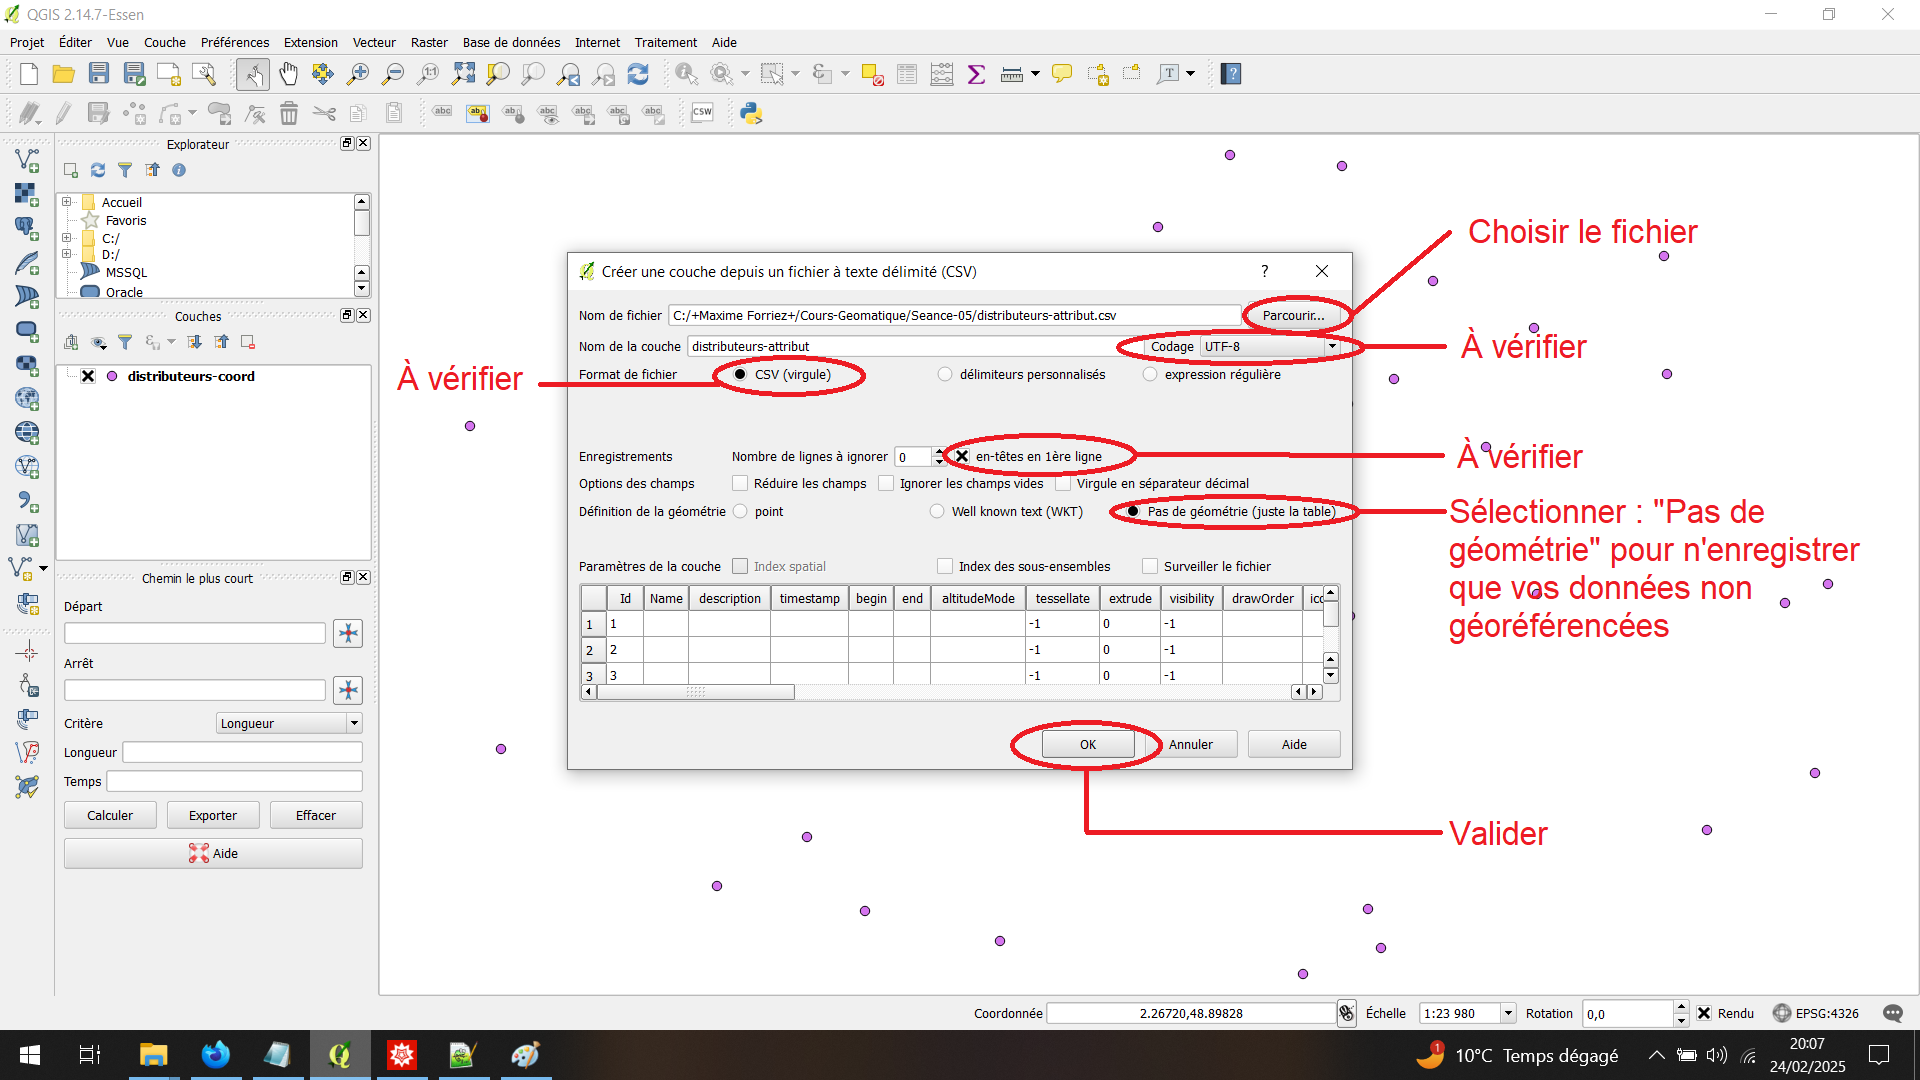 QGIS 2.14.7-Essen
Projet Éditer Vue Couche Préférences Extension Vecteur Raster Base de données Internet Traitement Aide
Explorateur
Accueil
Favoris
C:/
D:/
MSSQL
Oracle
Couches
distributeurs-coord
Chemin le plus court
Départ
Arrêt
Critère Longueur
Longueur
Temps
Calculer Exporter Effacer
Aide
Créer une couche depuis un fichier à texte délimité (CSV) ?
Nom de fichier C:/+Maxime Forriez+/Cours-Geomatique/Seance-05/distributeurs-attribut.csv Parcourir...
Nom de la couche distributeurs-attribut Codage UTF-8
Format de fichier CSV (virgule) délimiteurs personnalisés expression régulière
Enregistrements Nombre de lignes à ignorer 0 en-têtes en 1ère ligne
Options des champs Réduire les champs Ignorer les champs vides Virgule en séparateur décimal
Définition de la géométrie point Well known text (WKT) Pas de géométrie (juste la table)
Paramètres de la couche Index spatial Index des sous-ensembles Surveiller le fichier
Id Name description timestamp begin end altitudeMode tessellate extrude visibility drawOrder
1 1 -1 0 -1
2 2 -1 0 -1
3 3 -1 0 -1
OK Annuler Aide
Choisir le fichier
À vérifier
À vérifier
À vérifier
Sélectionner : "Pas de
géométrie" pour n'enregistrer
que vos données non
géoréférencées
Valider
Coordonnée 2.26720,48.89828 Échelle 1:23 980 Rotation 0,0 Rendu EPSG:4326
1 10°C Temps dégagé
20:07
24/02/2025